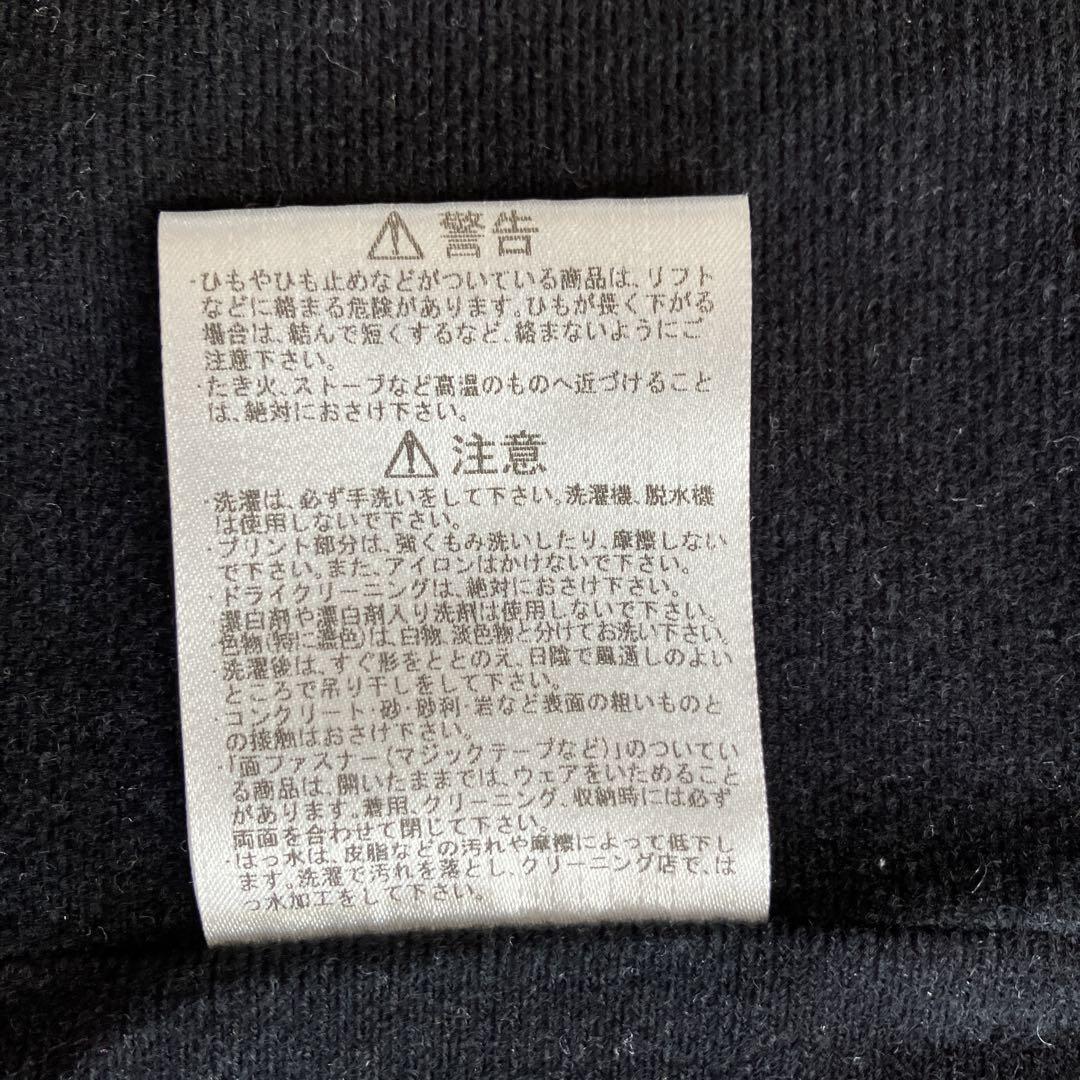 ⚠警告
・ひもやひも止めなどがついている商品は、リフト
などに絡まる危険があります。ひもが長く下がる
場合は、結んで短くするなど、絡まないようにご
注意下さい。
・たき火、ストーブなど高温のものへ近づけること
は、絶対におさけ下さい。
⚠注意
・洗濯は、必ず手洗いをして下さい。洗濯機、脱水機
は使用しないで下さい。
・プリント部分は、強くもみ洗いしたり、摩擦しない
で下さい。また、アイロンはかけないで下さい。
・ドライクリーニングは、絶対におさけ下さい。
漂白剤や漂白剤入り洗剤は使用しないで下さい。
色物(特に濃色)は、白物、淡色物と分けてお洗い下さい。
洗濯後は、すぐ形をととのえ、日陰で風通しのよい
ところで吊り干しをして下さい。
・コンクリート・砂・砂利・岩など表面の粗いものと
の接触はおさけ下さい。
・「面ファスナー(マジックテープなど)」のついてい
る商品は、開いたままでは、ウェアをいためること
があります。着用、クリーニング、収納時には必ず
両面を合わせて閉じて下さい。
・はっ水は、皮脂などの汚れや摩擦によって低下し
ます。洗濯で汚れを落とし、クリーニング店で、は
っ水加工をして下さい。